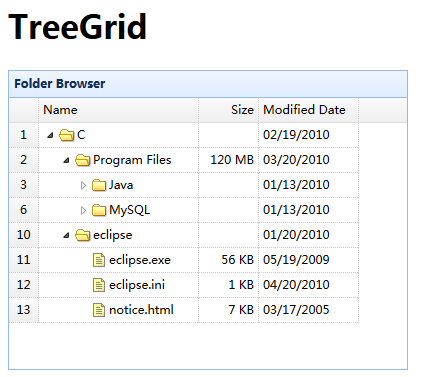 TreeGrid
Folder Browser
Name Size Modified Date
1 C 02/19/2010
2 Program Files 120 MB 03/20/2010
3 Java 01/13/2010
6 MySQL 01/13/2010
10 eclipse 01/20/2010
11 eclipse.exe 56 KB 05/19/2009
12 eclipse.ini 1 KB 04/20/2010
13 notice.html 7 KB 03/17/2005